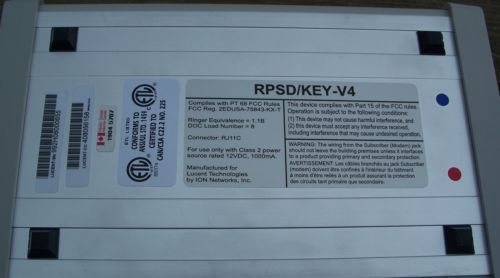 RPSD/KEY-V4
Complies with PT 68 FCC Rules
FCC Reg. 2EDUSA-75843-KX-T
Ringer Equivalence = 1.1B
DOC Load Number = 8
Connector: RJ11C
For use only with Class 2 power
source rated 12VDC, 1000mA.
Manufactured for
Lucent Technologies
by ION Networks, Inc.
This device complies with Part 15 of the FCC rules.
Operation is subject to the following conditions:
(1) This device may not cause harmful interference, and
(2) this device must accept any interference received,
including interference that may cause undesired operation.
WARNING: The wiring from the Subscriber (Modem) jack
should not leave the building premises unless it interfaces
to a product providing primary and secondary protection.
AVERTISSEMENT: Les câbles branchés au jack Subscriber
(modem) doivent être confinés à l'intérieur du bâtiment
à moins d'être reliés à un produit assurant la protection
des circuits tant primaire que secondaire.
ETL LISTED
CONFORMS TO
ANSI/UL STD 1459
CERTIFIED TO
CAN/CSA C22.2 NO. 225